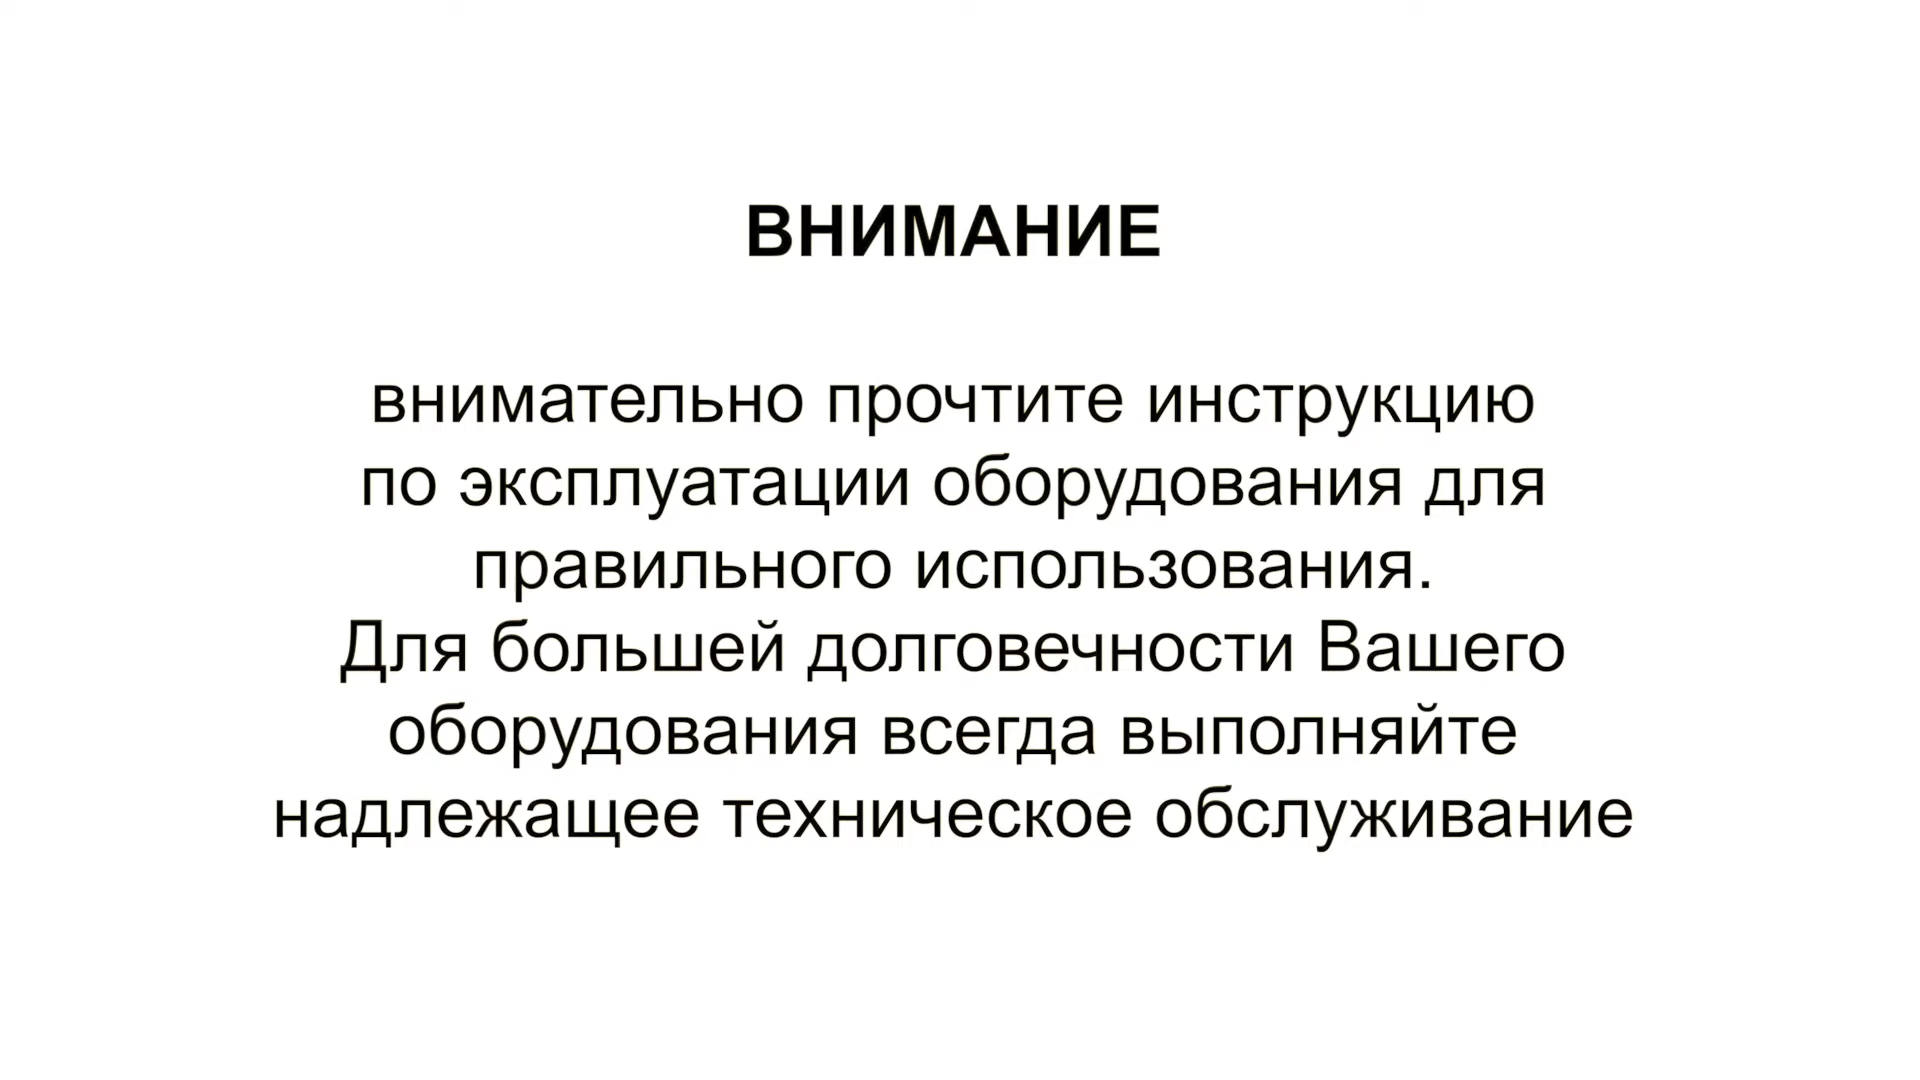 ВНИМАНИЕ
внимательно прочтите инструкцию
по эксплуатации оборудования для
правильного использования.
Для большей долговечности Вашего
оборудования всегда выполняйте
надлежащее техническое обслуживание